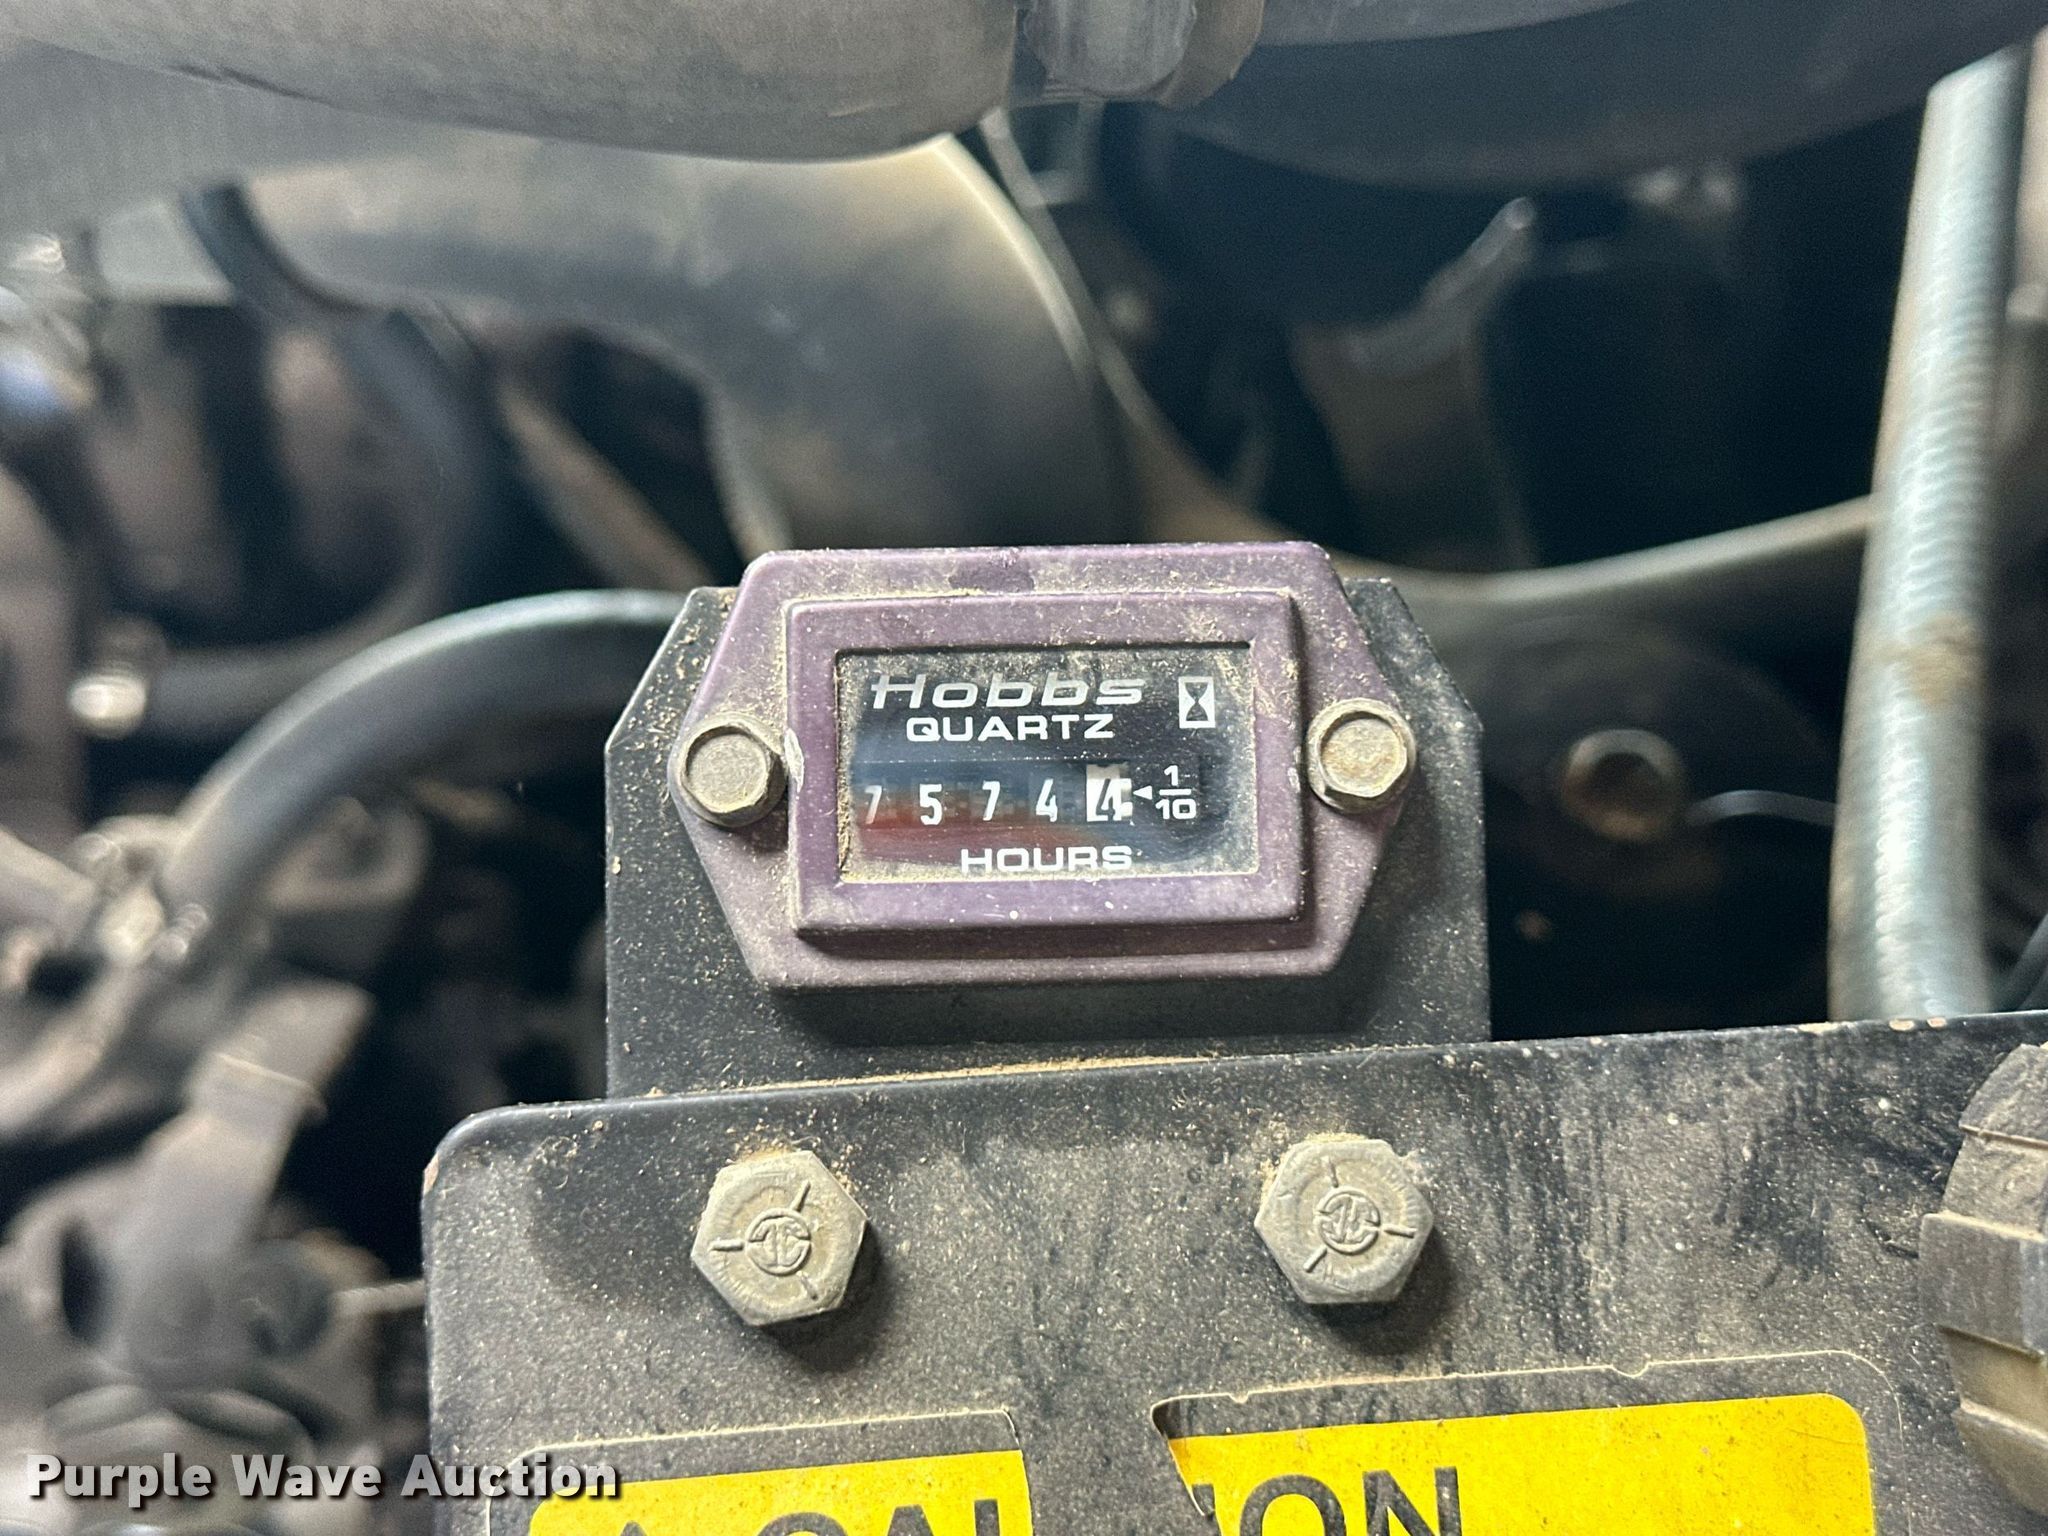 Hobbs
QUARTZ
7 5 7 4 4 ◄ 1/10
HOURS
Purple Wave Auction